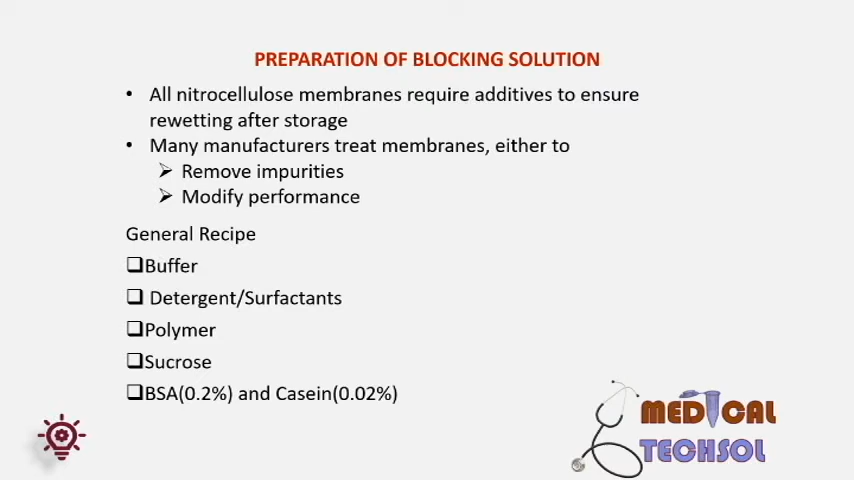 PREPARATION OF BLOCKING SOLUTION
• All nitrocellulose membranes require additives to ensure
rewetting after storage
• Many manufacturers treat membranes, either to
➢ Remove impurities
➢ Modify performance
General Recipe
❑Buffer
❑ Detergent/Surfactants
❑Polymer
❑Sucrose
❑BSA(0.2%) and Casein(0.02%)
MEDICAL
TECHSOL